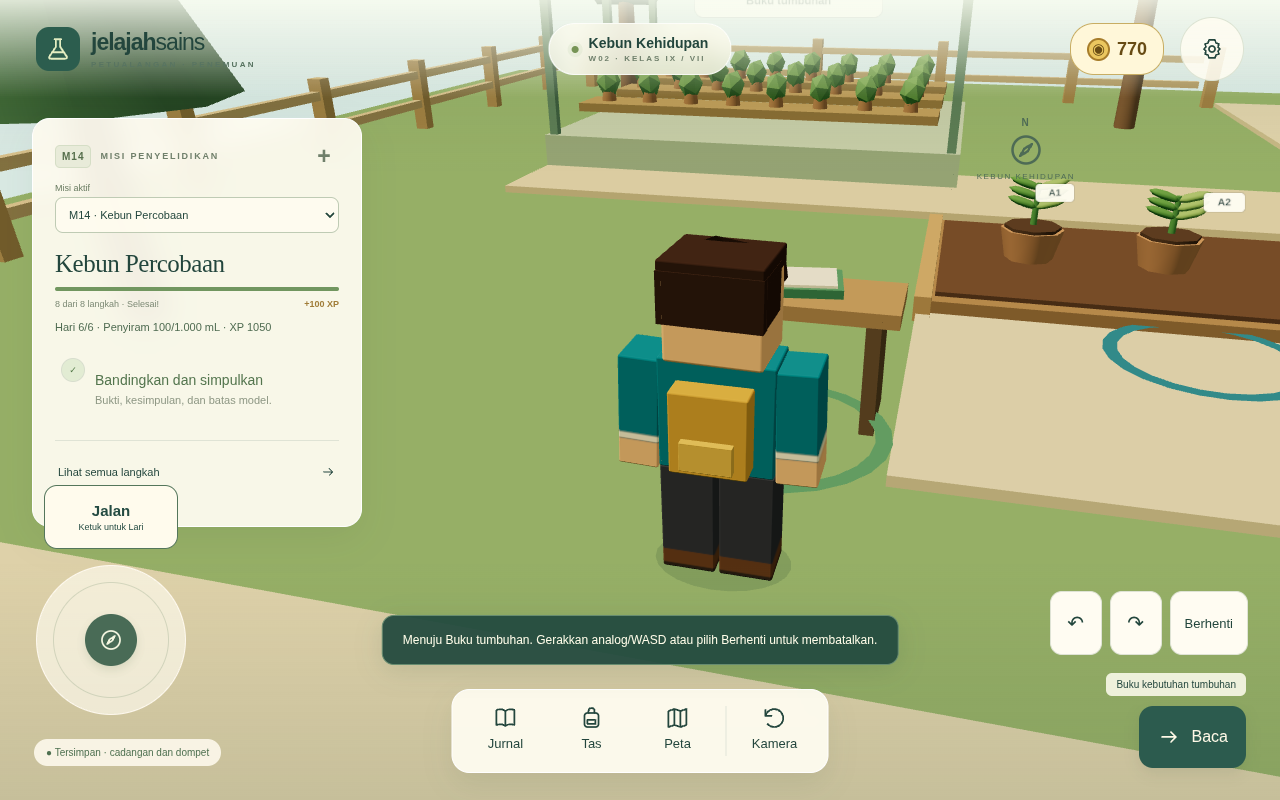 Buku tumbuhan
jelajahsains
Kebun Kehidupan
W02 · KELAS IX / VII
770
N
KEBUN KEHIDUPAN
A1
A2
M14 MISI PENYELIDIKAN +
Misi aktif
M14 · Kebun Percobaan
Kebun Percobaan
8 dari 8 langkah · Selesai! +100 XP
Hari 6/6 · Penyiram 100/1.000 mL · XP 1050
✓ Bandingkan dan simpulkan
Bukti, kesimpulan, dan batas model.
Lihat semua langkah →
Jalan
Ketuk untuk Lari
Menuju Buku tumbuhan. Gerakkan analog/WASD atau pilih Berhenti untuk membatalkan.
↶ ↷ Berhenti
Buku kebutuhan tumbuhan
→ Baca
Jurnal Tas Peta Kamera
● Tersimpan · cadangan dan dompet